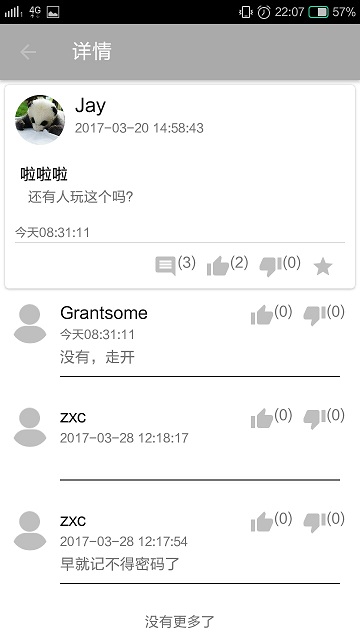 4G 22:07 57%
详情
Jay
2017-03-20 14:58:43
啦啦啦
还有人玩这个吗?
今天08:31:11
(3) (2) (0)
Grantsome (0) (0)
今天08:31:11
没有，走开
zxc (0) (0)
2017-03-28 12:18:17
zxc (0) (0)
2017-03-28 12:17:54
早就记不得密码了
没有更多了